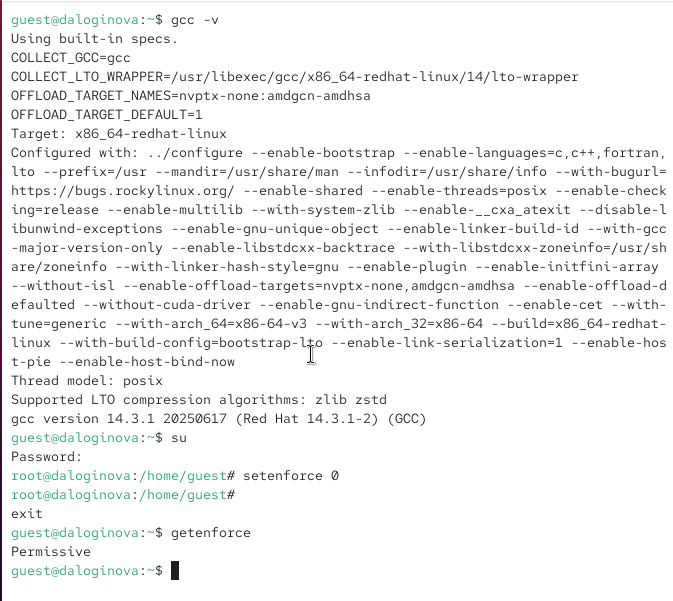 guest@daloginova:~$ gcc -v
Using built-in specs.
COLLECT_GCC=gcc
COLLECT_LTO_WRAPPER=/usr/libexec/gcc/x86_64-redhat-linux/14/lto-wrapper
OFFLOAD_TARGET_NAMES=nvptx-none:amdgcn-amdhsa
OFFLOAD_TARGET_DEFAULT=1
Target: x86_64-redhat-linux
Configured with: ../configure --enable-bootstrap --enable-languages=c,c++,fortran,
lto --prefix=/usr --mandir=/usr/share/man --infodir=/usr/share/info --with-bugurl=
https://bugs.rockylinux.org/ --enable-shared --enable-threads=posix --enable-check
ing=release --enable-multilib --with-system-zlib --enable-__cxa_atexit --disable-l
ibunwind-exceptions --enable-gnu-unique-object --enable-linker-build-id --with-gcc
-major-version-only --enable-libstdcxx-backtrace --with-libstdcxx-zoneinfo=/usr/sh
are/zoneinfo --with-linker-hash-style=gnu --enable-plugin --enable-initfini-array
--without-isl --enable-offload-targets=nvptx-none,amdgcn-amdhsa --enable-offload-d
efaulted --without-cuda-driver --enable-gnu-indirect-function --enable-cet --with-
tune=generic --with-arch_64=x86-64-v3 --with-arch_32=x86-64 --build=x86_64-redhat-
linux --with-build-config=bootstrap-lto --enable-link-serialization=1 --enable-hos
t-pie --enable-host-bind-now
Thread model: posix
Supported LTO compression algorithms: zlib zstd
gcc version 14.3.1 20250617 (Red Hat 14.3.1-2) (GCC)
guest@daloginova:~$ su
Password:
root@daloginova:/home/guest# setenforce 0
root@daloginova:/home/guest#
exit
guest@daloginova:~$ getenforce
Permissive
guest@daloginova:~$